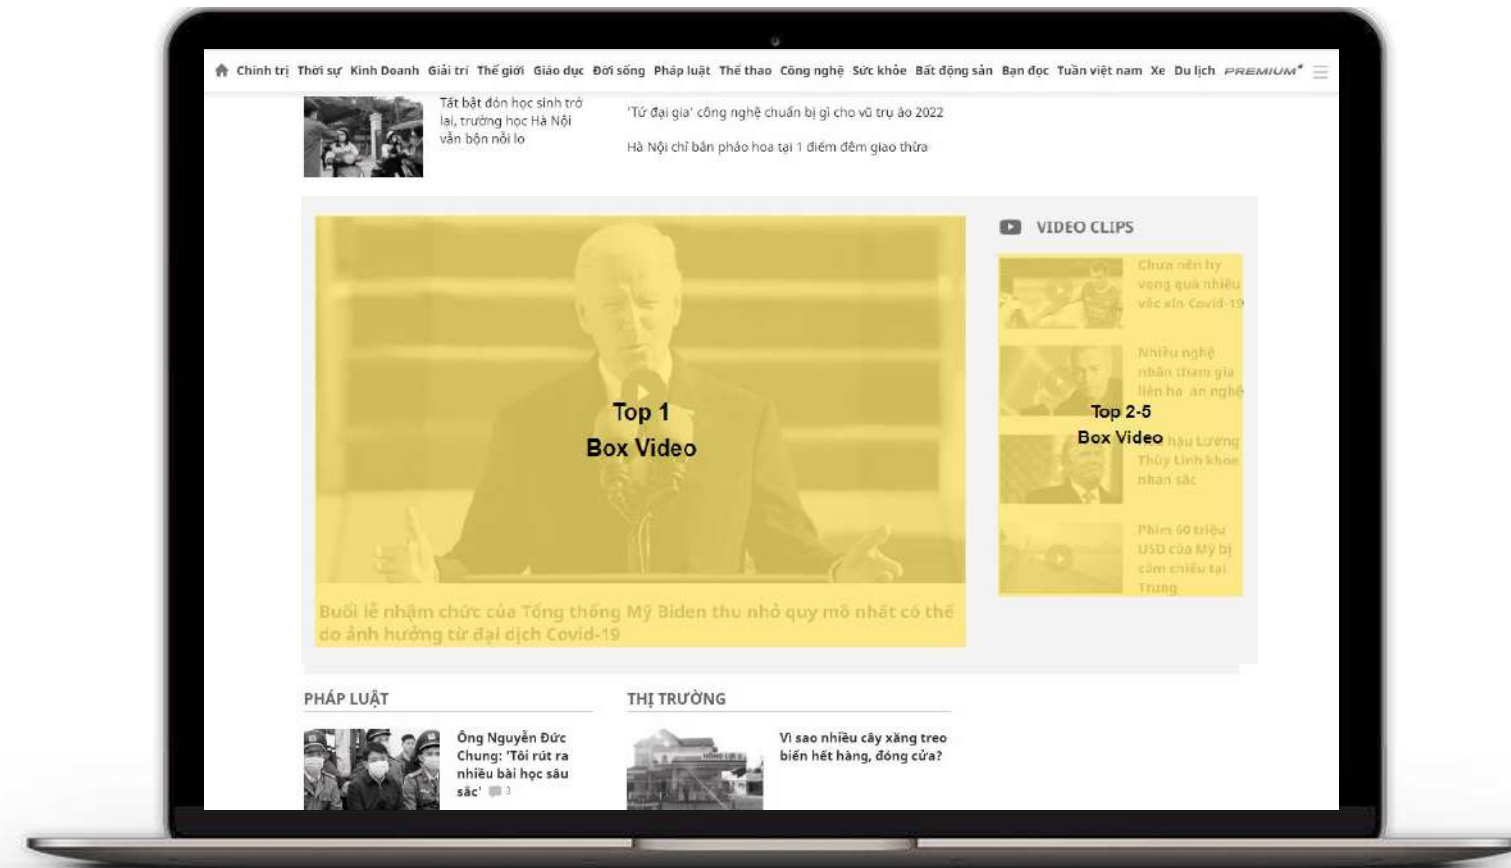 Chính trị Thời sự Kinh Doanh Giải trí Thế giới Giáo dục Đời sống Pháp luật Thể thao Công nghệ Sức khỏe Bất động sản Bạn đọc Tuần việt nam Xe Du lịch PREMIUM
Tất bật đón học sinh trở
lại, trường học Hà Nội
vẫn bộn nỗi lo
'Tứ đại gia' công nghệ chuẩn bị gì cho vũ trụ ảo 2022
Hà Nội chỉ bắn pháo hoa tại 1 điểm đêm giao thừa
Top 1
Box Video
Buổi lễ nhậm chức của Tổng thống Mỹ Biden thu nhỏ quy mô nhất có thể
do ảnh hưởng từ đại dịch Covid-19
VIDEO CLIPS
Chưa nên hy
vọng quá nhiều
vắc xin Covid-19
Nhiều nghệ
nhân tham gia
liên ho an nghệ
Top 2-5
Box Video
hậu Lương
Thùy Linh khoe
nhan sắc
Phim 60 triệu
USD của Mỹ bị
cấm chiếu tại
Trung
PHÁP LUẬT
Ông Nguyễn Đức
Chung: 'Tôi rút ra
nhiều bài học sâu
sắc' 3
THỊ TRƯỜNG
Vì sao nhiều cây xăng treo
biển hết hàng, đóng cửa?